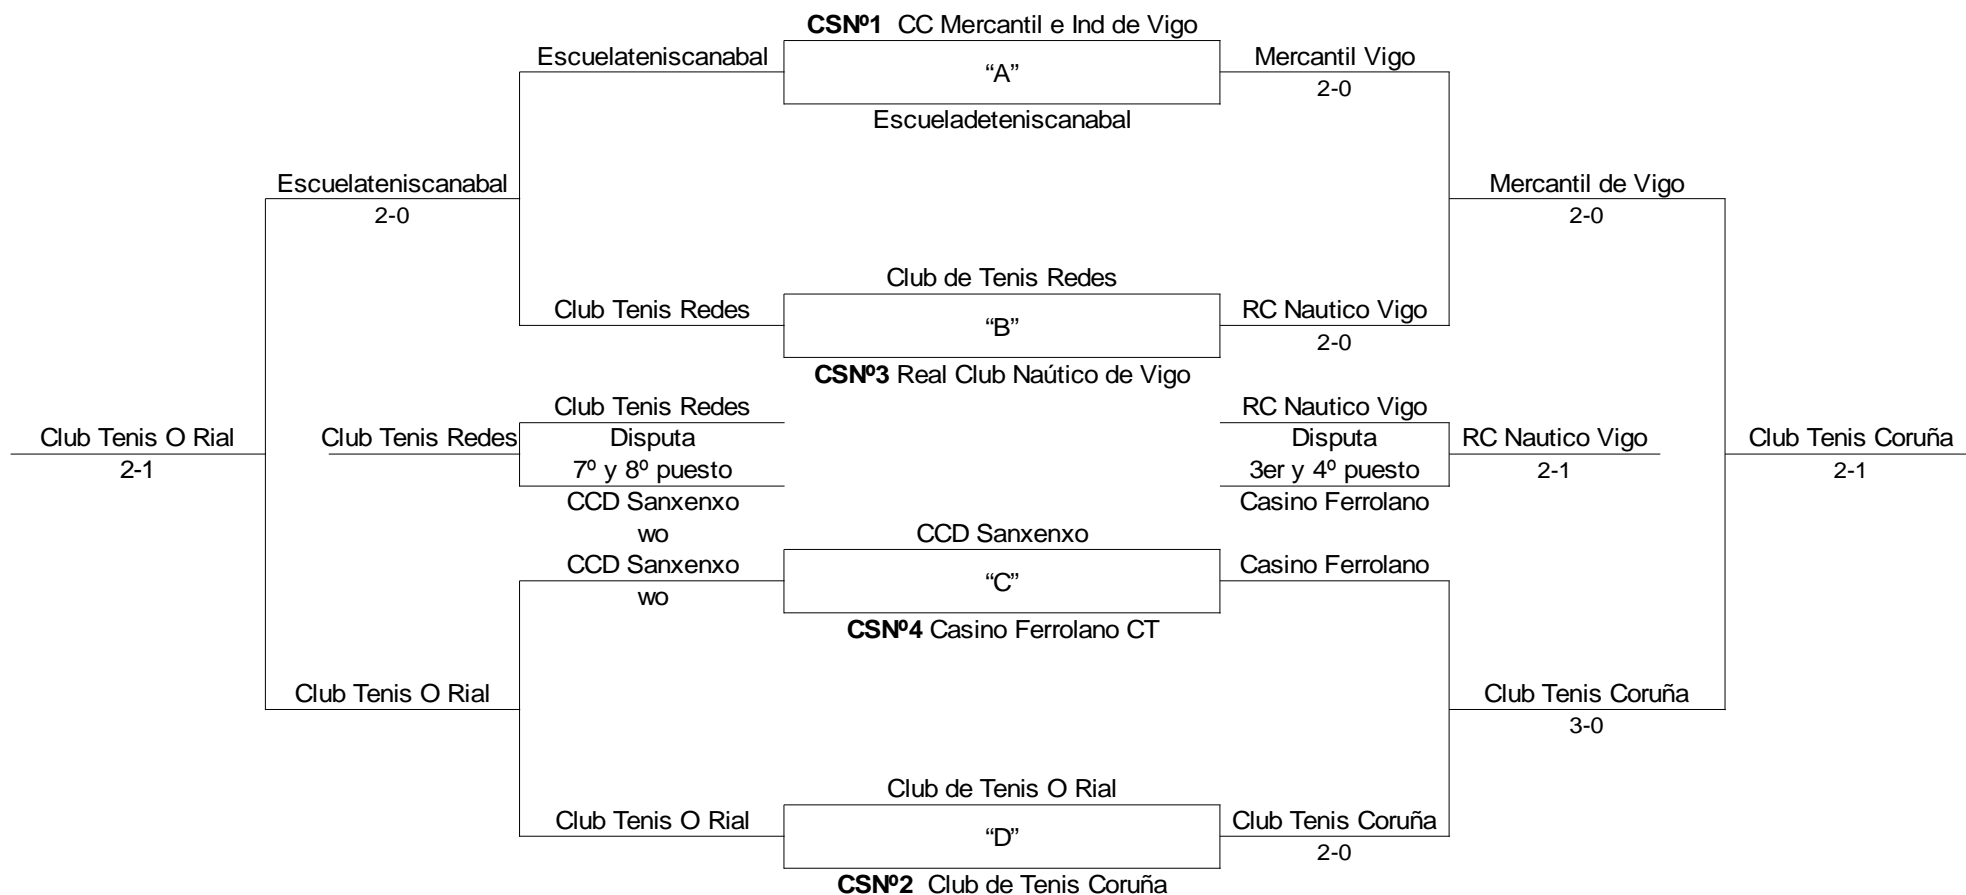 CSNº1 CC Mercantil e Ind de Vigo
Escuelateniscanabal
Mercantil Vigo
“A”
2-0
Escueladeteniscanabal
Escuelateniscanabal
Mercantil de Vigo
2-0
2-0
Club de Tenis Redes
Club Tenis Redes
RC Nautico Vigo
“B”
2-0
CSNº3 Real Club Naútico de Vigo
Club Tenis Redes
RC Nautico Vigo
Club Tenis O Rial
Club Tenis Redes
Disputa
Disputa
RC Nautico Vigo
Club Tenis Coruña
2-1
7º y 8º puesto
3er y 4º puesto
2-1
2-1
CCD Sanxenxo
Casino Ferrolano
wo
CCD Sanxenxo
CCD Sanxenxo
Casino Ferrolano
“C”
wo
CSNº4 Casino Ferrolano CT
Club Tenis O Rial
Club Tenis Coruña
3-0
Club de Tenis O Rial
Club Tenis O Rial
Club Tenis Coruña
“D”
2-0
CSNº2 Club de Tenis Coruña